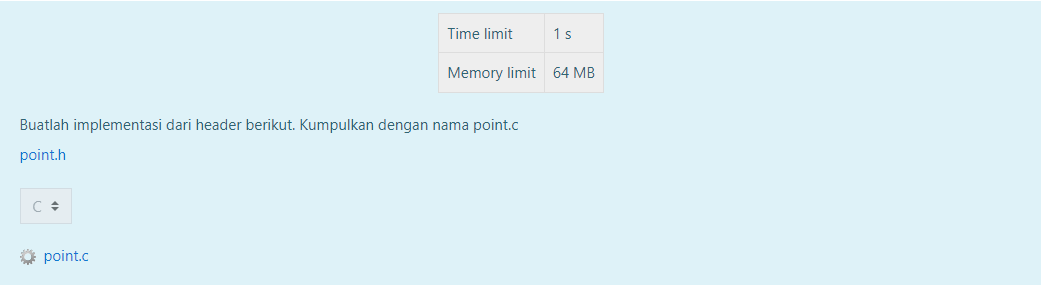 Time limit 1 s
Memory limit 64 MB
Buatlah implementasi dari header berikut. Kumpulkan dengan nama point.c
point.h
C
point.c